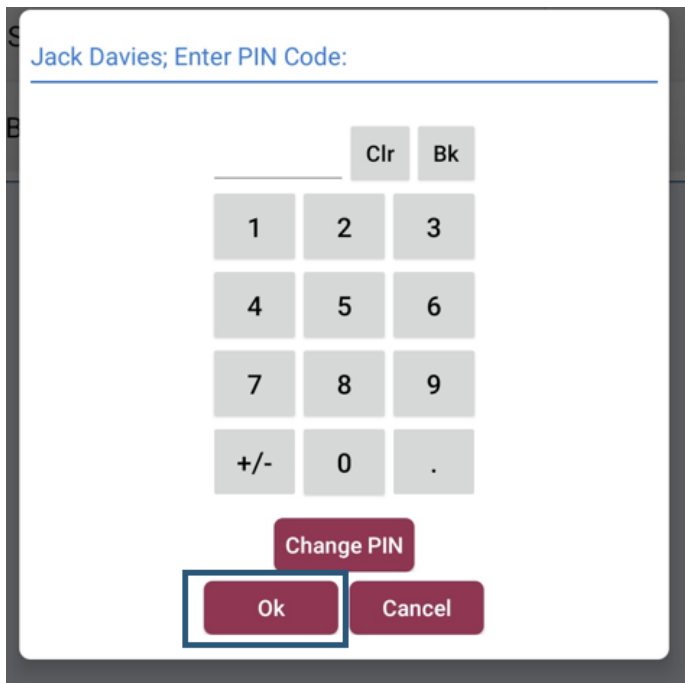 Jack Davies; Enter PIN Code:
Clr Bk
1 2 3
4 5 6
7 8 9
+/- 0 .
Change PIN
Ok Cancel